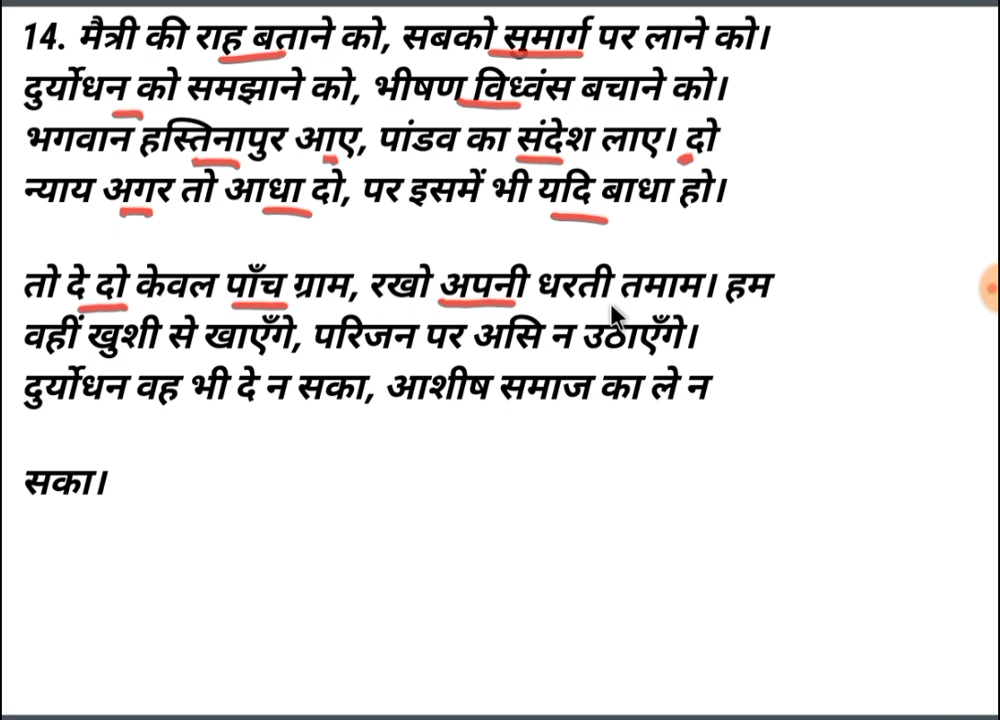 14. मैत्री की राह बताने को, सबको सुमार्ग पर लाने को।
दुर्योधन को समझाने को, भीषण विध्वंस बचाने को।
भगवान हस्तिनापुर आए, पांडव का संदेश लाए। दो
न्याय अगर तो आधा दो, पर इसमें भी यदि बाधा हो।
तो दे दो केवल पाँच ग्राम, रखो अपनी धरती तमाम। हम
वहीं खुशी से खाएँगे, परिजन पर असि न उठाएँगे।
दुर्योधन वह भी दे न सका, आशीष समाज का ले न
सका।